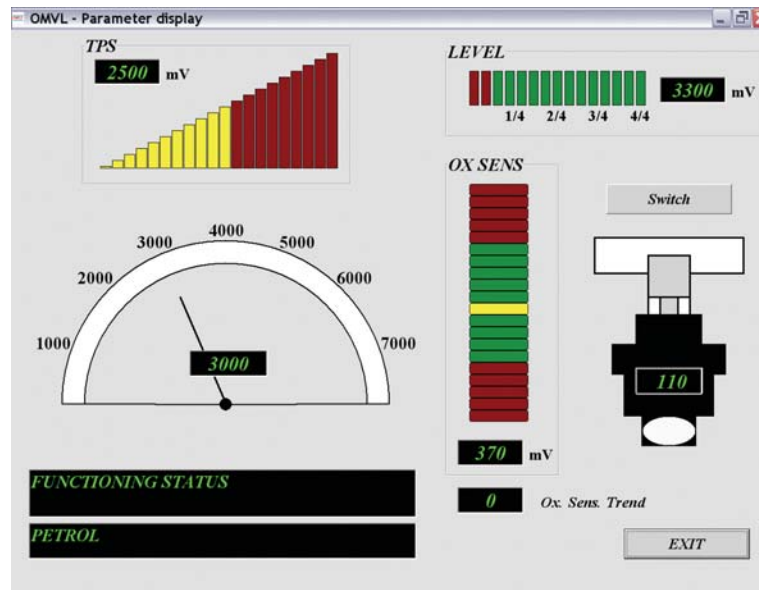 OMVL - Parameter display
TPS
2500 mV
LEVEL
3300 mV
1/4 2/4 3/4 4/4
OX SENS
Switch
4000
3000 5000
2000 6000
1000 7000
3000
110
370 mV
FUNCTIONING STATUS
0 Ox. Sens. Trend
PETROL
EXIT